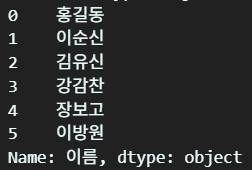 0    홍길동
1    이순신
2    김유신
3    강감찬
4    장보고
5    이방원
Name: 이름, dtype: object